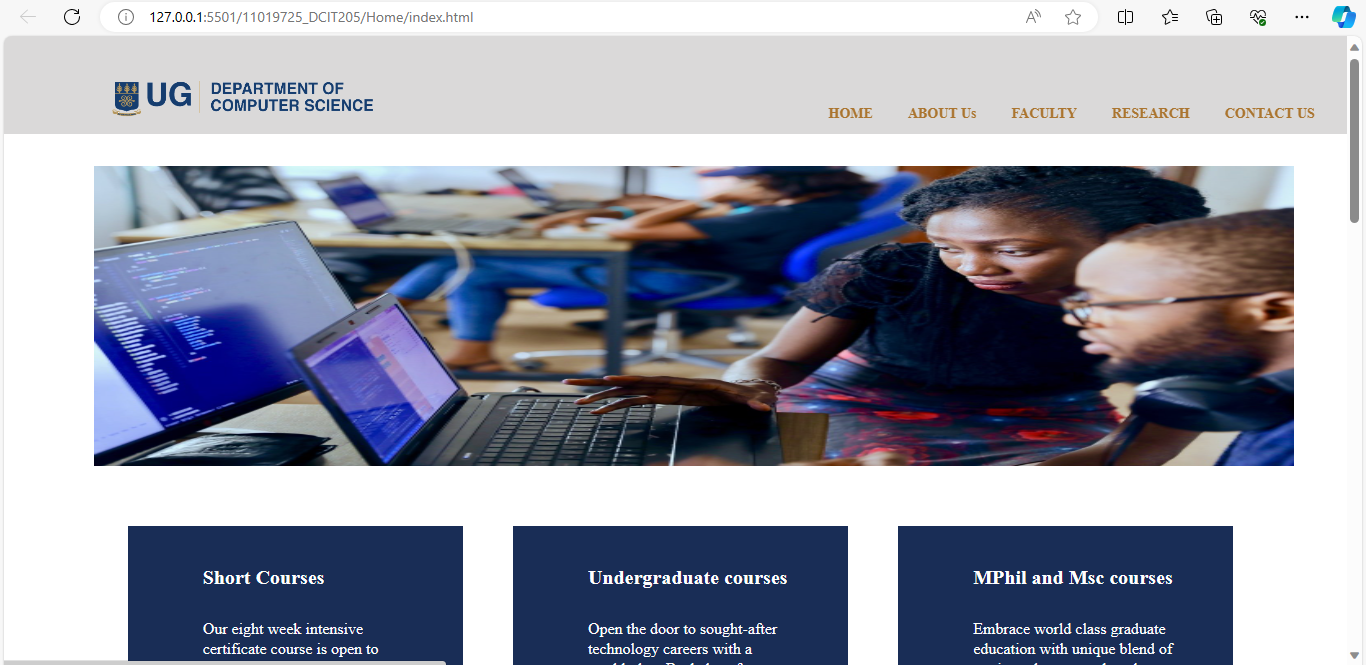 127.0.0.1:5501/11019725_DCIT205/Home/index.html
UG
DEPARTMENT OF
COMPUTER SCIENCE
HOME ABOUT Us FACULTY RESEARCH CONTACT US
Short Courses
Our eight week intensive
certificate course is open to
Undergraduate courses
Open the door to sought-after
technology careers with a
MPhil and Msc courses
Embrace world class graduate
education with unique blend of